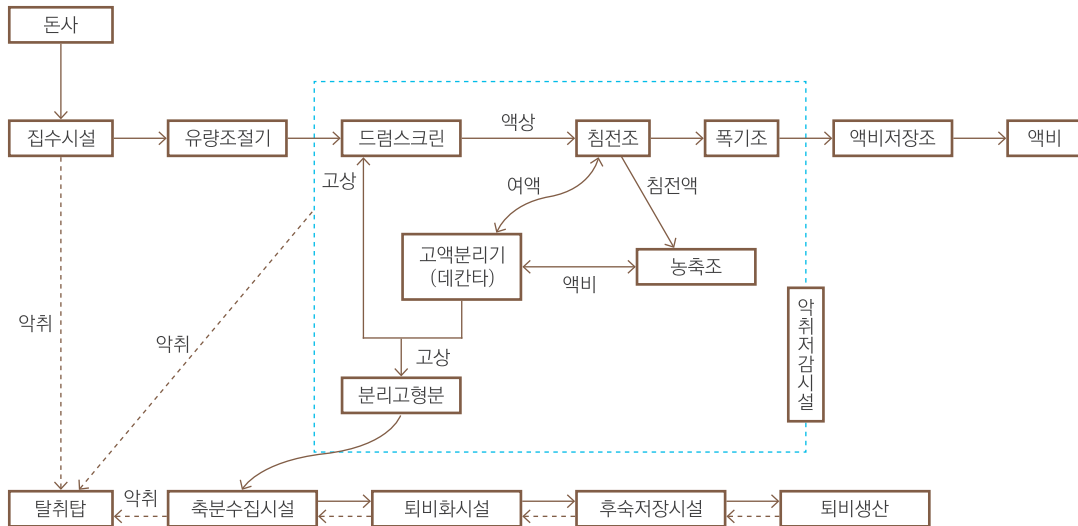 돈사
집수시설
유량조절기
드럼스크린
액상
침전조
폭기조
액비저장조
액비
고상
여액
침전액
고액분리기
(데칸타)
농축조
액비
악취
악취
고상
분리고형분
악취저감시설
탈취탑
악취
축분수집시설
퇴비화시설
후숙저장시설
퇴비생산